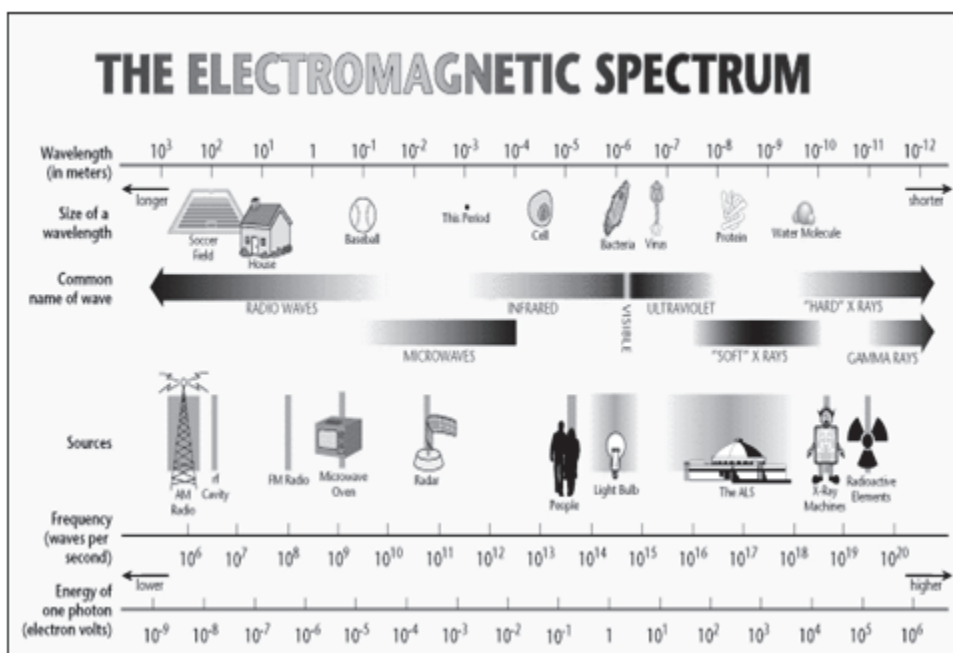 THE ELECTROMAGNETIC SPECTRUM
Wavelength
(in meters)
10³ 10² 10¹ 1 10⁻¹ 10⁻² 10⁻³ 10⁻⁴ 10⁻⁵ 10⁻⁶ 10⁻⁷ 10⁻⁸ 10⁻⁹ 10⁻¹⁰ 10⁻¹¹ 10⁻¹²
longer
shorter
Size of a
wavelength
Soccer
Field
House
Baseball
This Period
Cell
Bacteria
Virus
Protein
Water Molecule
Common
name of wave
RADIO WAVES
INFRARED
VISIBLE
ULTRAVIOLET
"HARD" X RAYS
MICROWAVES
"SOFT" X RAYS
GAMMA RAYS
Sources
AM
Radio
rf
Cavity
FM Radio
Microwave
Oven
Radar
People
Light Bulb
The ALS
X-Ray
Machines
Radioactive
Elements
Frequency
(waves per
second)
10⁶ 10⁷ 10⁸ 10⁹ 10¹⁰ 10¹¹ 10¹² 10¹³ 10¹⁴ 10¹⁵ 10¹⁶ 10¹⁷ 10¹⁸ 10¹⁹ 10²⁰
lower
higher
Energy of
one photon
(electron volts)
10⁻⁹ 10⁻⁸ 10⁻⁷ 10⁻⁶ 10⁻⁵ 10⁻⁴ 10⁻³ 10⁻² 10⁻¹ 1 10¹ 10² 10³ 10⁴ 10⁵ 10⁶